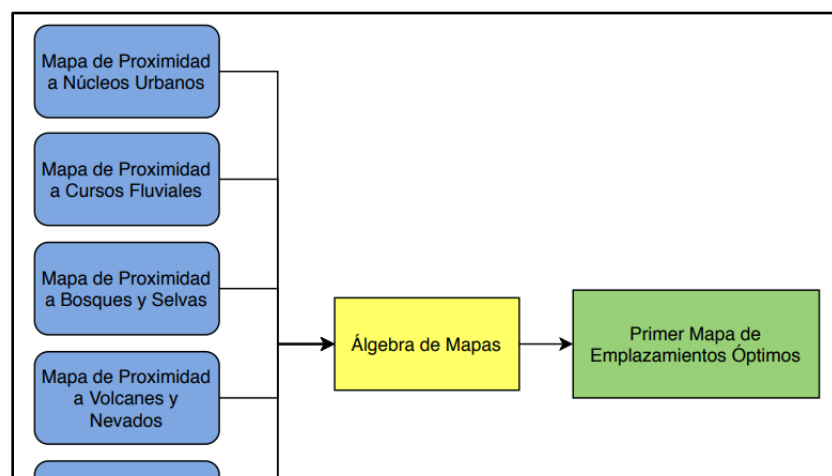 Mapa de Proximidad
a Núcleos Urbanos
Mapa de Proximidad
a Cursos Fluviales
Mapa de Proximidad
a Bosques y Selvas
Mapa de Proximidad
a Volcanes y
Nevados
Álgebra de Mapas
Primer Mapa de
Emplazamientos Óptimos